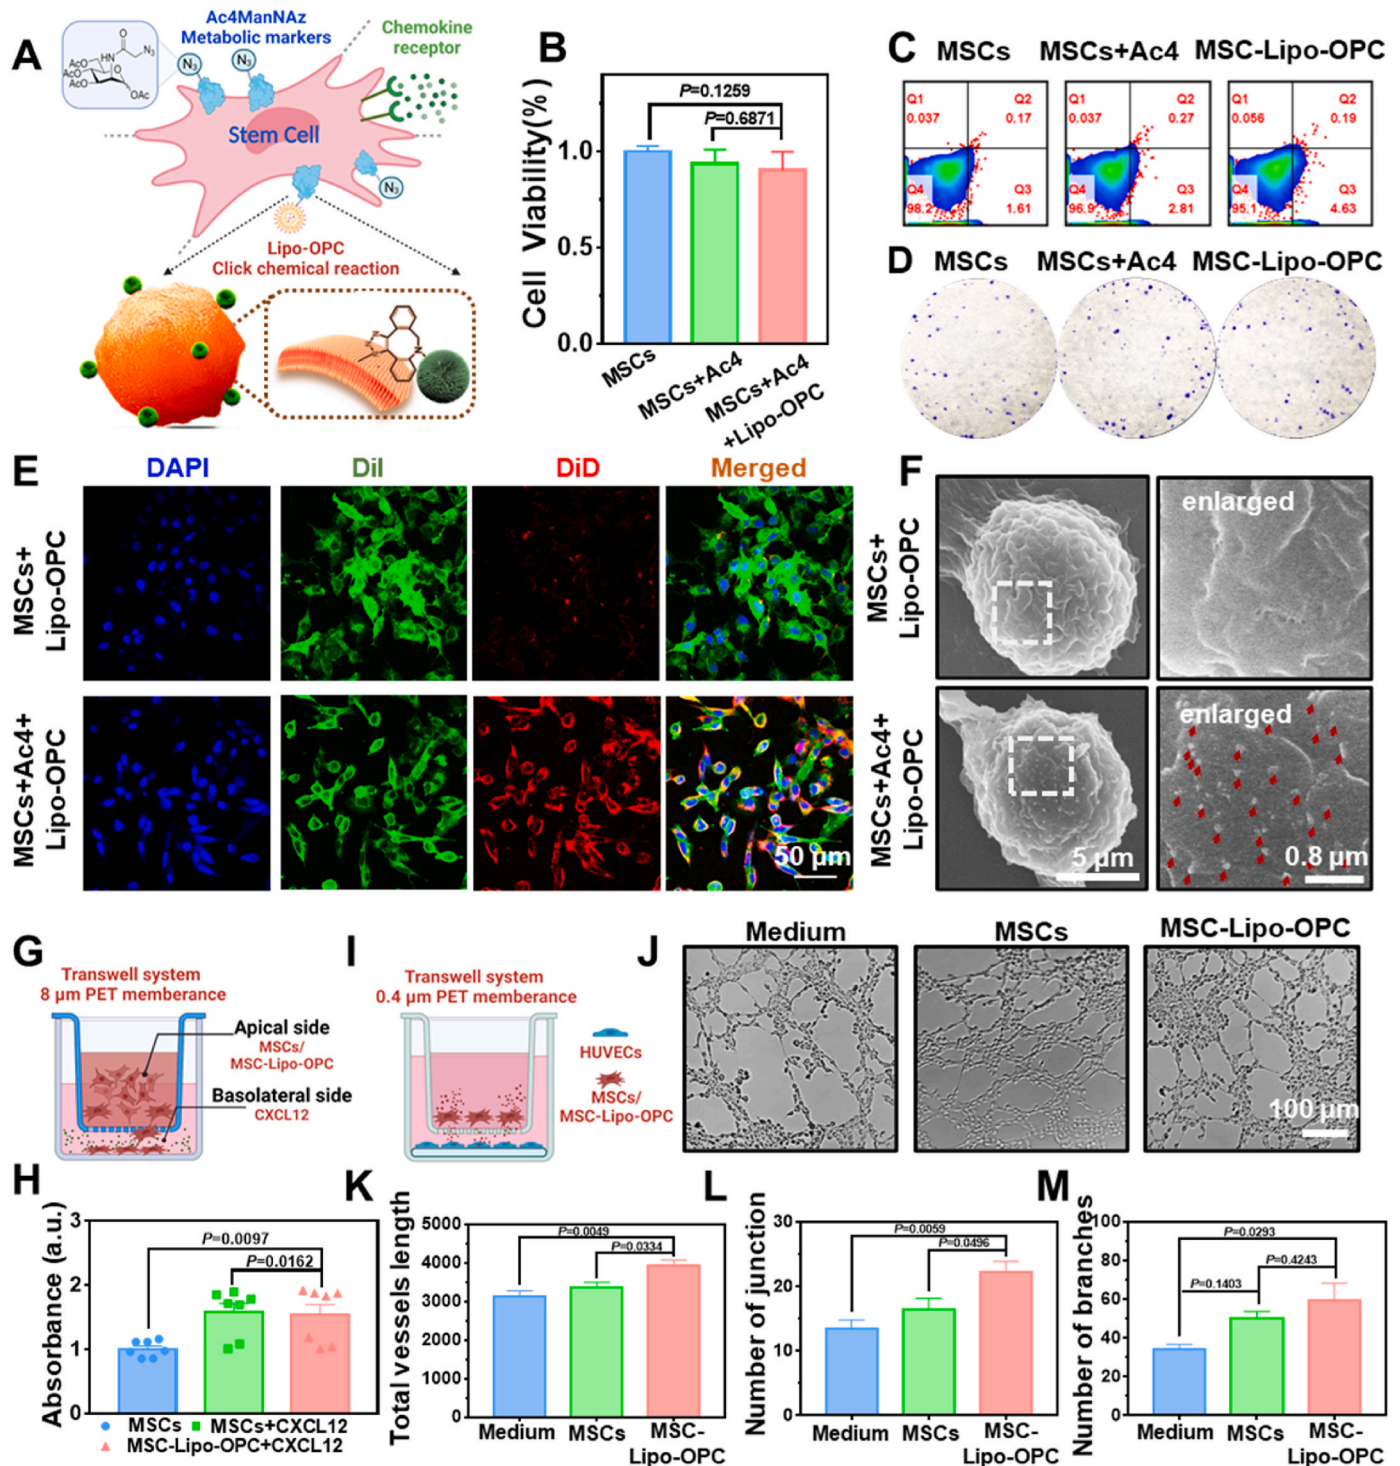 A
Ac4ManNAz
Metabolic markers
Chemokine
receptor
AcO
AcO
AcO
OAc
HN
O
N3
N3
N3
Stem Cell
N3
Lipo-OPC
Click chemical reaction
B
Cell Viability(%)
P=0.1259
P=0.6871
1.0
0.5
0.0
MSCs
MSCs+Ac4
MSCs+Ac4
+Lipo-OPC
C
MSCs
MSCs+Ac4
MSC-Lipo-OPC
Q1
0.037
Q2
0.17
Q4
98.2
Q3
1.61
Q1
0.037
Q2
0.27
Q4
96.9
Q3
2.81
Q1
0.056
Q2
0.19
Q4
95.1
Q3
4.63
D
MSCs
MSCs+Ac4
MSC-Lipo-OPC
E
DAPI
DiI
DiD
Merged
MSCs+
Lipo-OPC
MSCs+Ac4+
Lipo-OPC
50 μm
F
MSCs+
Lipo-OPC
enlarged
MSCs+Ac4+
Lipo-OPC
enlarged
5 μm
0.8 μm
G
Transwell system
8 μm PET memberance
Apical side
MSCs/
MSC-Lipo-OPC
Basolateral side
CXCL12
I
Transwell system
0.4 μm PET memberance
HUVECs
MSCs/
MSC-Lipo-OPC
J
Medium
MSCs
MSC-Lipo-OPC
100 μm
H
Absorbance (a.u.)
3
2
1
0
P=0.0097
P=0.0162
MSCs
MSCs+CXCL12
MSC-Lipo-OPC+CXCL12
K
Total vessels length
5000
4000
3000
2000
1000
0
P=0.0049
P=0.0334
Medium
MSCs
MSC-
Lipo-OPC
L
Number of junction
30
20
10
0
P=0.0059
P=0.0496
Medium
MSCs
MSC-
Lipo-OPC
M
Number of branches
100
80
60
40
20
0
P=0.0293
P=0.4243
P=0.1403
Medium
MSCs
MSC-
Lipo-OPC